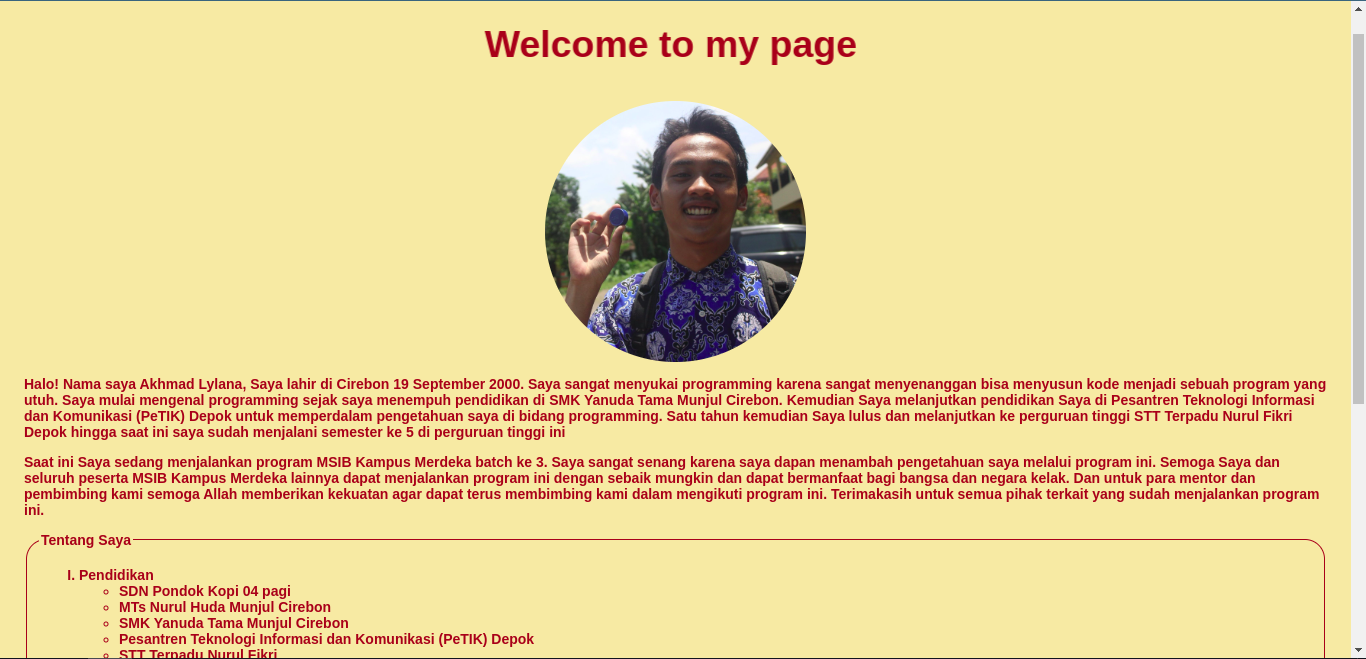 Welcome to my page
Halo! Nama saya Akhmad Lylana, Saya lahir di Cirebon 19 September 2000. Saya sangat menyukai programming karena sangat menyenanggan bisa menyusun kode menjadi sebuah program yang
utuh. Saya mulai mengenal programming sejak saya menempuh pendidikan di SMK Yanuda Tama Munjul Cirebon. Kemudian Saya melanjutkan pendidikan Saya di Pesantren Teknologi Informasi
dan Komunikasi (PeTIK) Depok untuk memperdalam pengetahuan saya di bidang programming. Satu tahun kemudian Saya lulus dan melanjutkan ke perguruan tinggi STT Terpadu Nurul Fikri
Depok hingga saat ini saya sudah menjalani semester ke 5 di perguruan tinggi ini
Saat ini Saya sedang menjalankan program MSIB Kampus Merdeka batch ke 3. Saya sangat senang karena saya dapan menambah pengetahuan saya melalui program ini. Semoga Saya dan
seluruh peserta MSIB Kampus Merdeka lainnya dapat menjalankan program ini dengan sebaik mungkin dan dapat bermanfaat bagi bangsa dan negara kelak. Dan untuk para mentor dan
pembimbing kami semoga Allah memberikan kekuatan agar dapat terus membimbing kami dalam mengikuti program ini. Terimakasih untuk semua pihak terkait yang sudah menjalankan program
ini.
Tentang Saya
I. Pendidikan
SDN Pondok Kopi 04 pagi
MTs Nurul Huda Munjul Cirebon
SMK Yanuda Tama Munjul Cirebon
Pesantren Teknologi Informasi dan Komunikasi (PeTIK) Depok
STT Terpadu Nurul Fikri